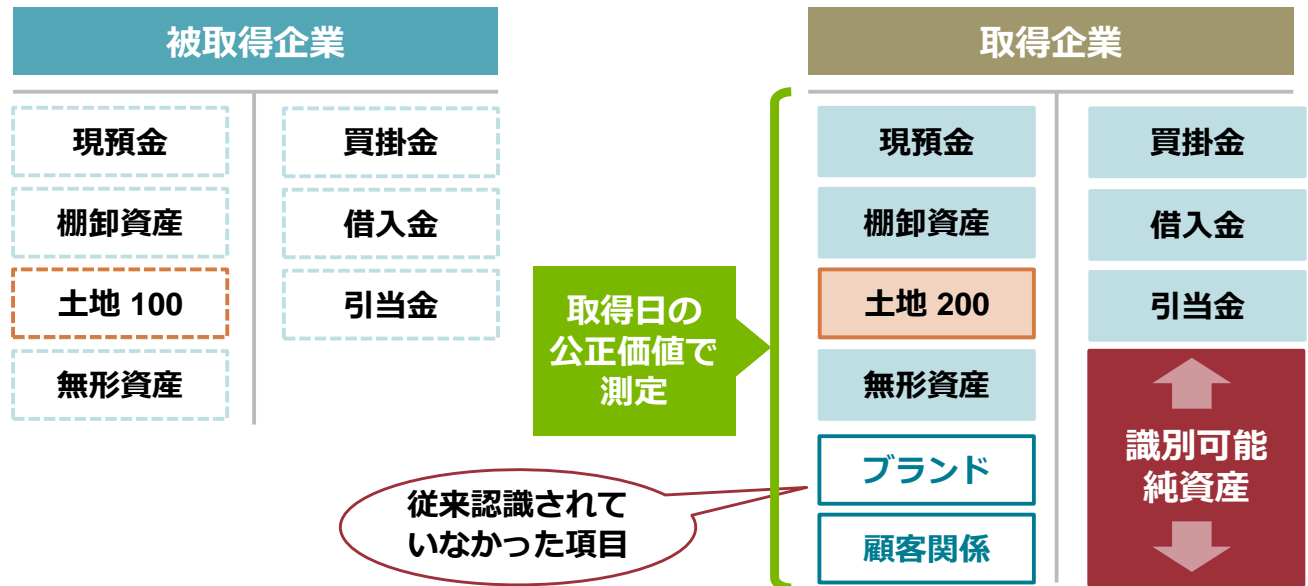 被取得企業
現預金
棚卸資産
土地 100
無形資産
買掛金
借入金
引当金
取得日の
公正価値で
測定
従来認識されて
いなかった項目
取得企業
現預金
棚卸資産
土地 200
無形資産
ブランド
顧客関係
買掛金
借入金
引当金
識別可能
純資産